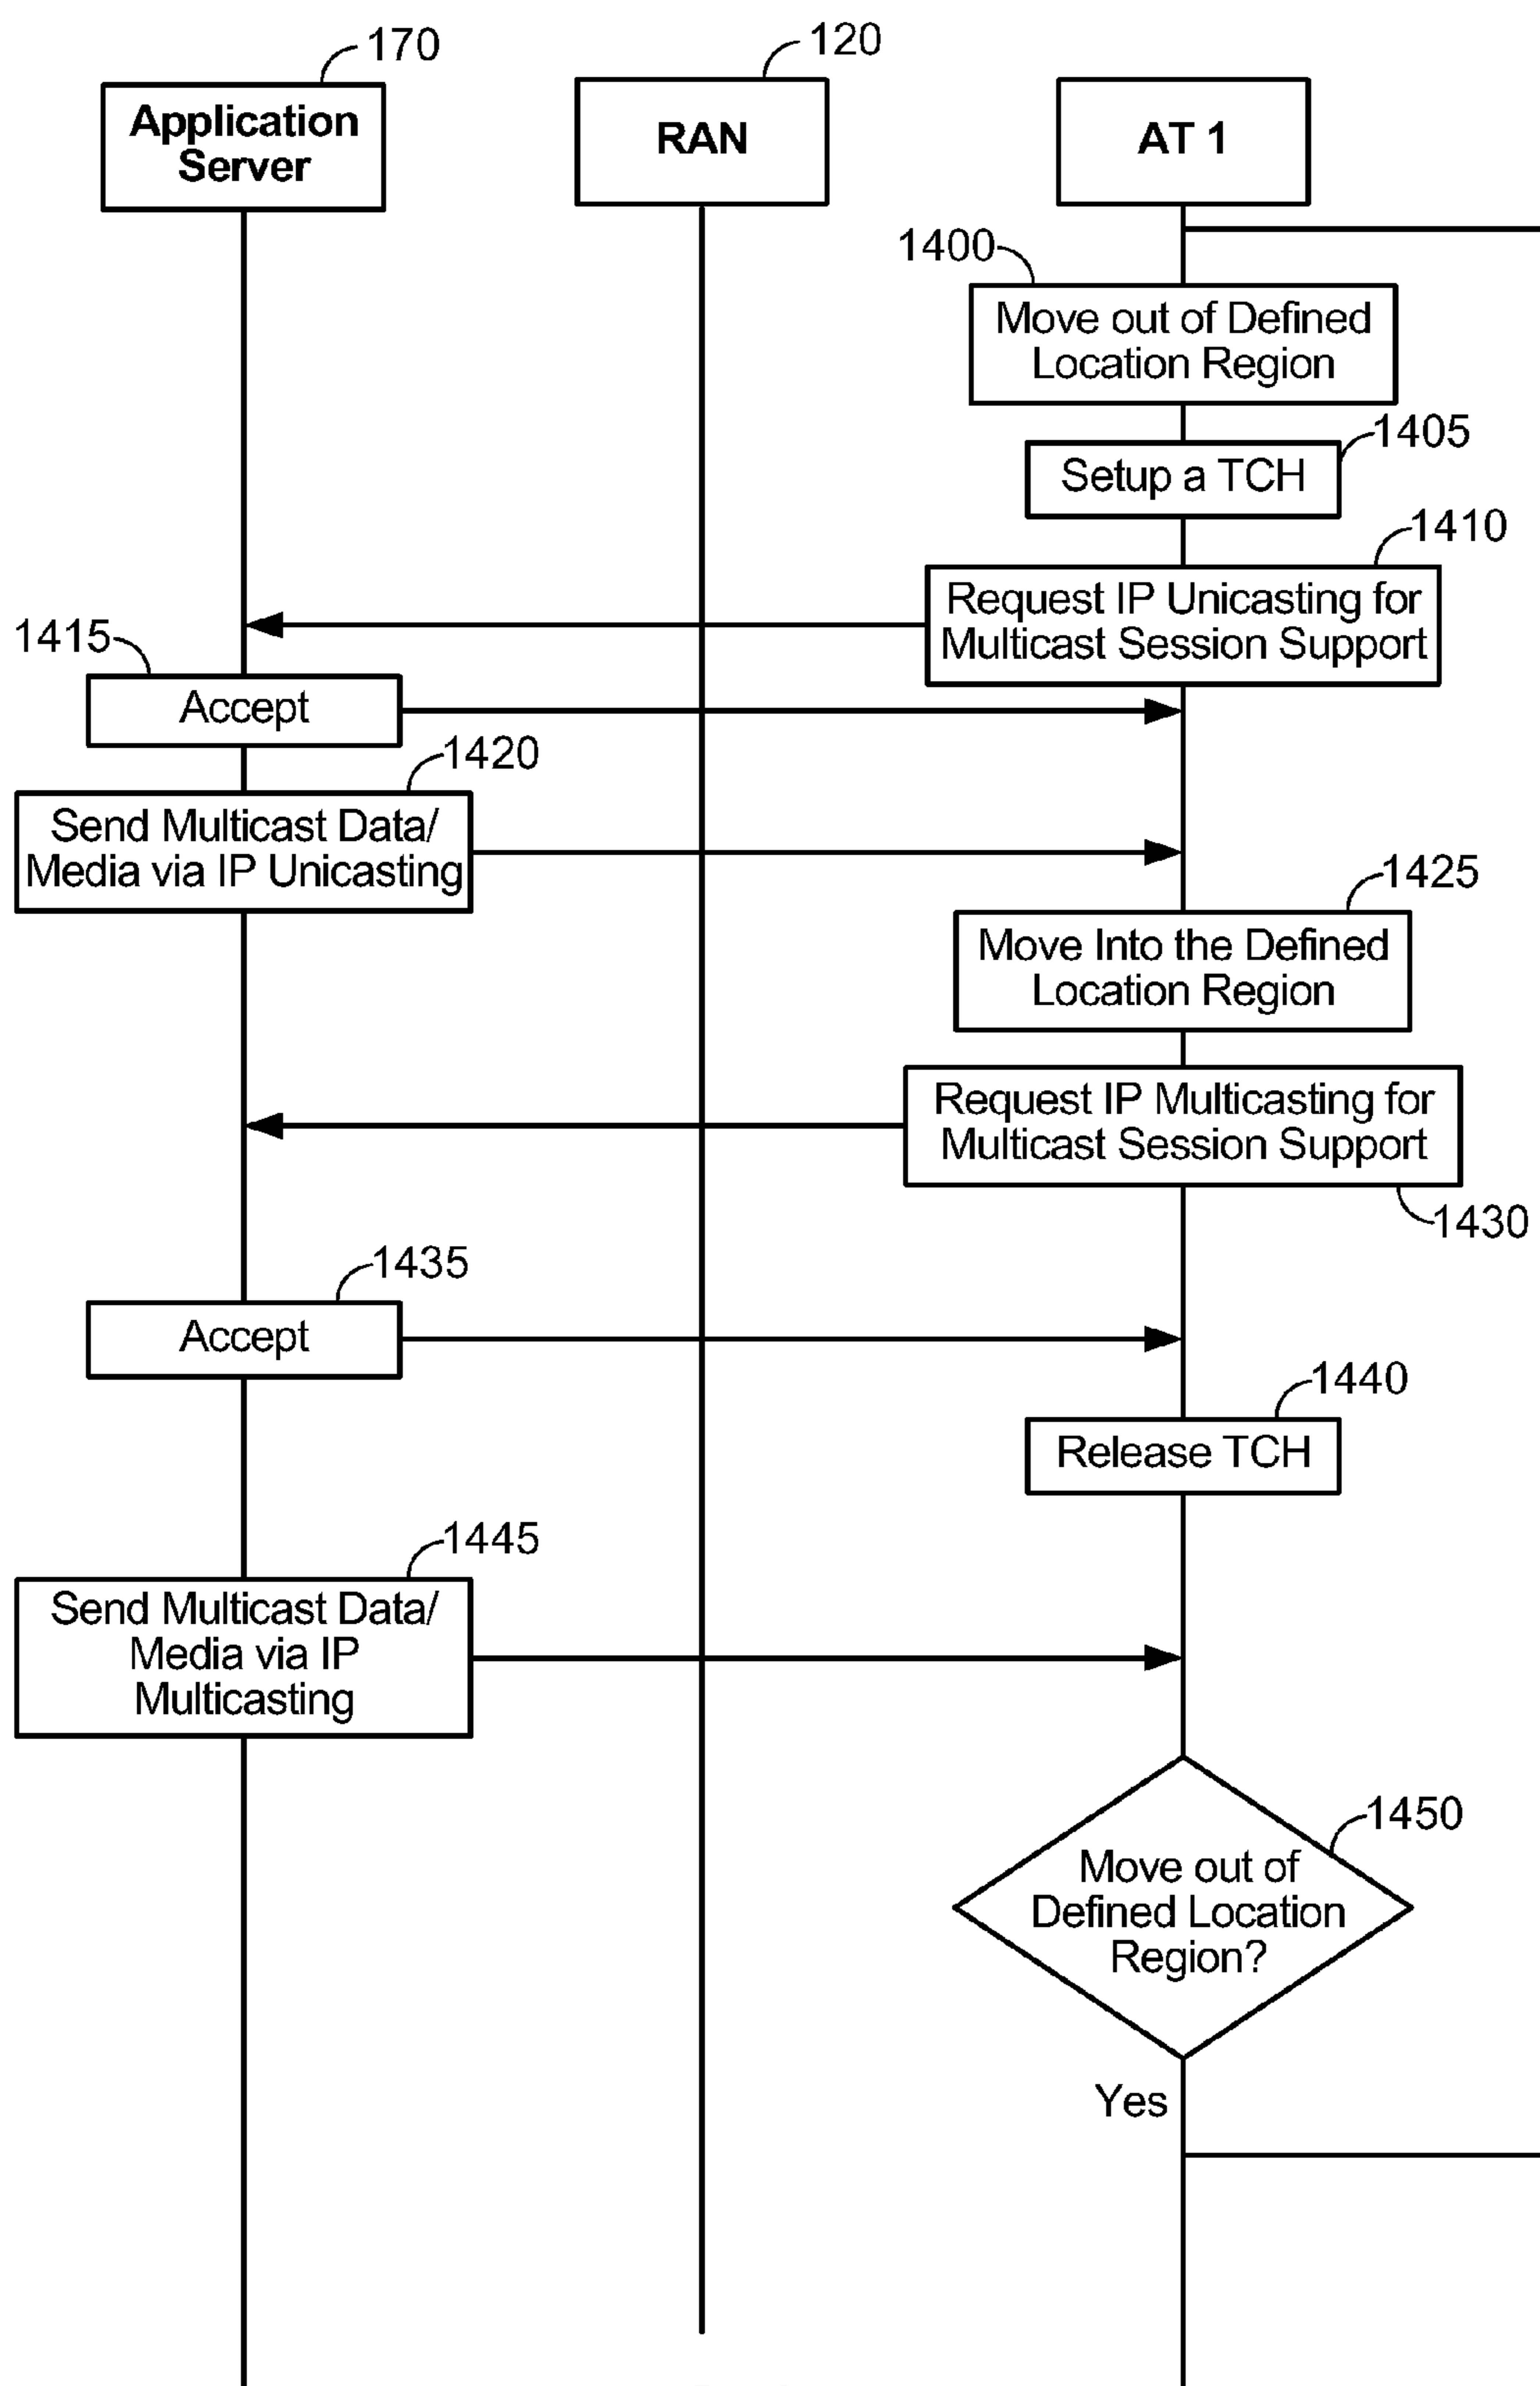 170
120
Application
Server
RAN
AT 1
1400
Move out of Defined
Location Region
1405
Setup a TCH
1410
Request IP Unicasting for
Multicast Session Support
1415
Accept
1420
Send Multicast Data/
Media via IP Unicasting
1425
Move Into the Defined
Location Region
Request IP Multicasting for
Multicast Session Support
1430
1435
Accept
1440
Release TCH
1445
Send Multicast Data/
Media via IP
Multicasting
1450
Move out of
Defined Location
Region?
Yes